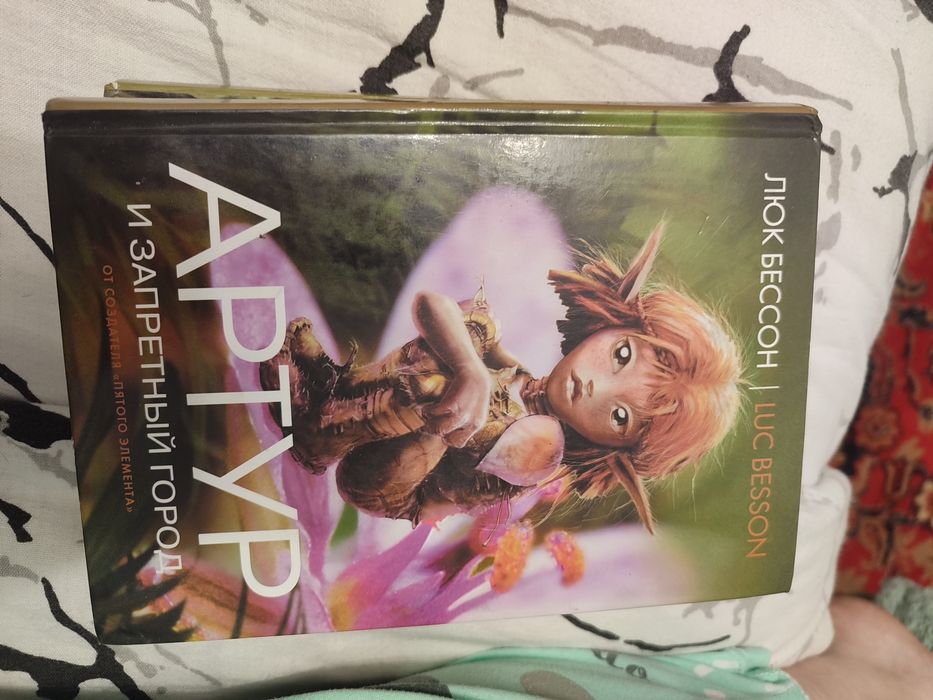 ЛЮК БЕССОН | LUC BESSON
АРТУР
И ЗАПРЕТНЫЙ ГОРОД
ОТ СОЗДАТЕЛЯ «ПЯТОГО ЭЛЕМЕНТА»